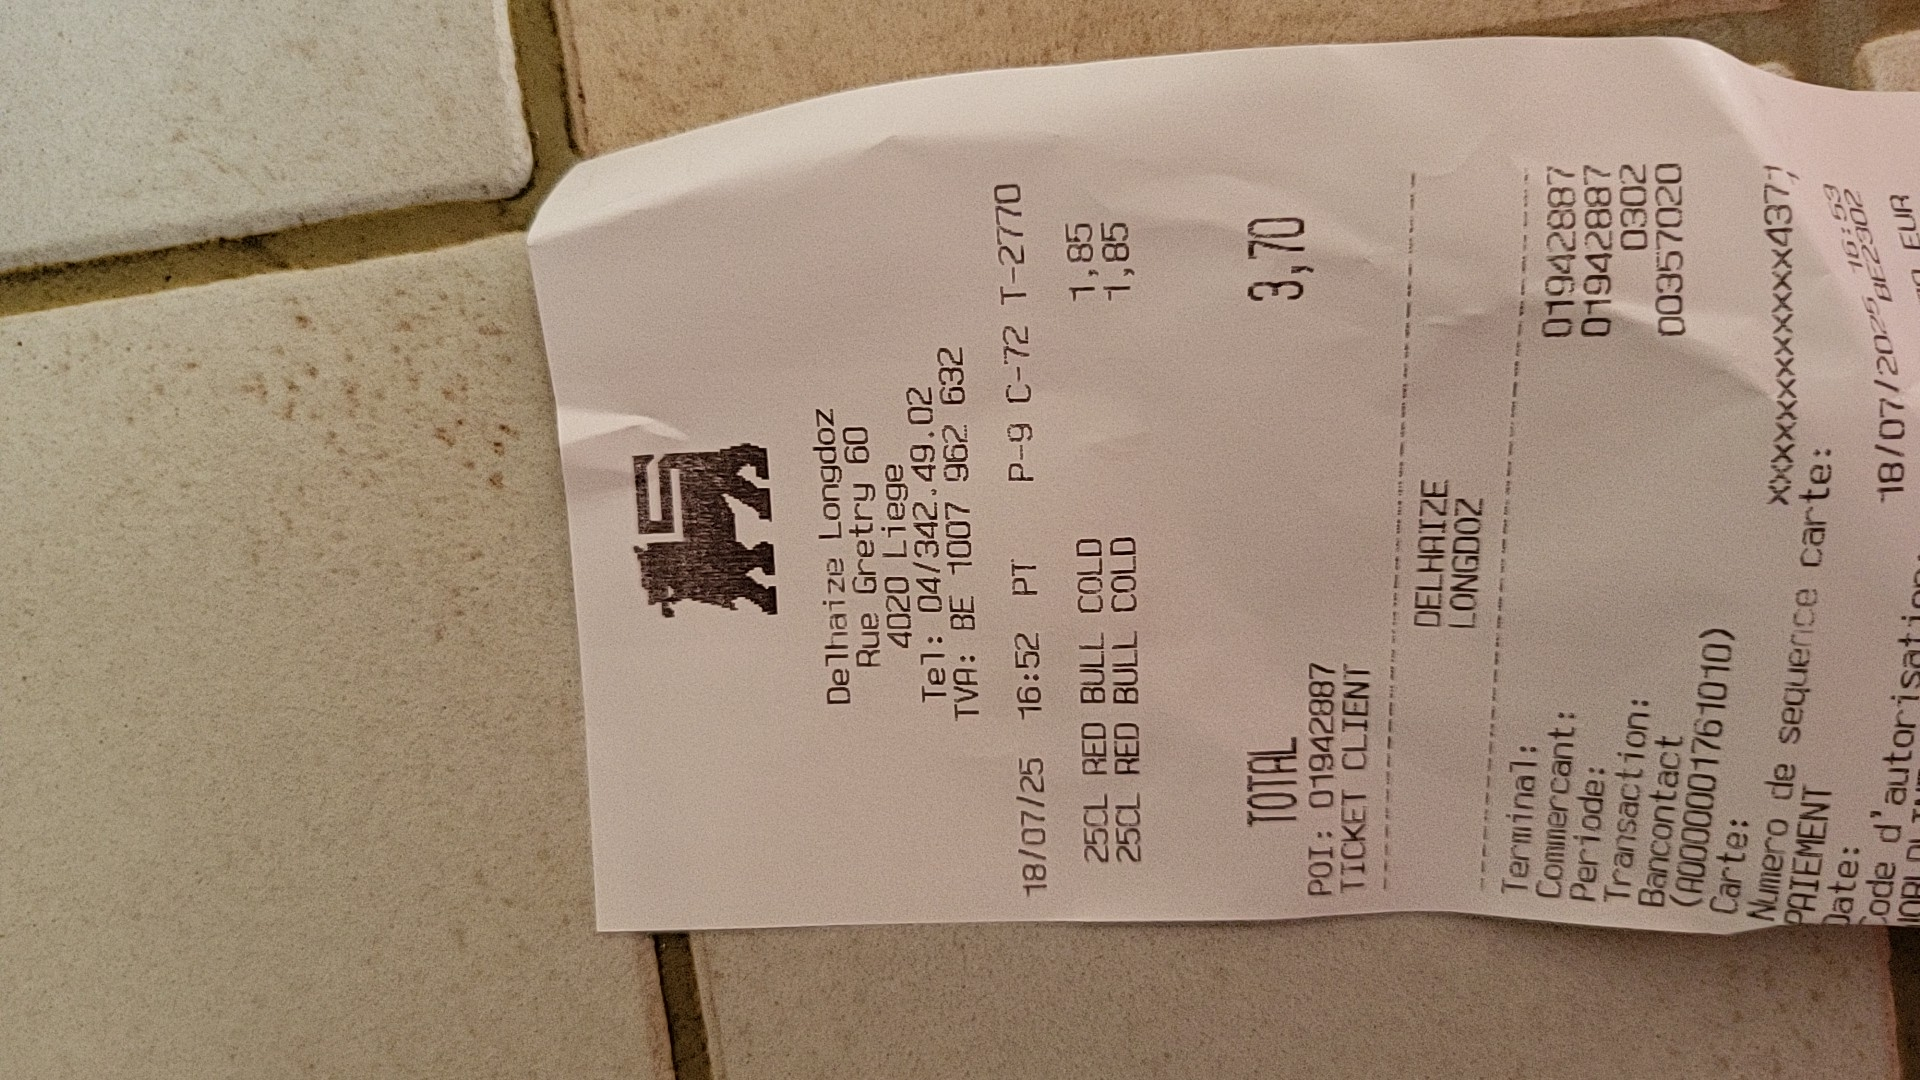 Delhaize Longdoz
Rue Gretry 60
4020 Liege
Tel: 04/342.49.02
TVA: BE 1007 962 632
18/07/25 16:52 PT P-9 C-72 T-2770
25CL RED BULL COLD 1,85
25CL RED BULL COLD 1,85
TOTAL 3,70
POI: 01942887
TICKET CLIENT
DELHAIZE
LONGDOZ
Terminal: 01942887
Commercant: 01942887
Periode: 0302
Transaction: 00357020
Bancontact
(A0000001761010)
Carte:
Numero de sequence carte:
PAIEMENT
Date: 18/07/2025 16:53
Code d'autorisation:
EUR